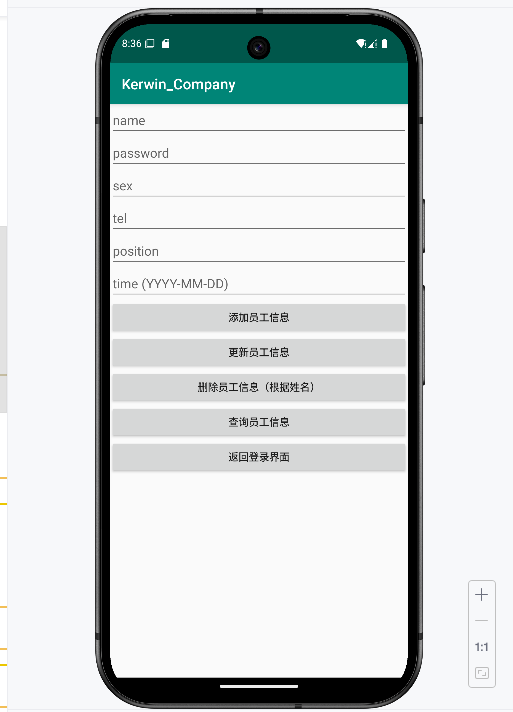 8:36
Kerwin_Company
name
password
sex
tel
position
time (YYYY-MM-DD)
添加员工信息
更新员工信息
删除员工信息（根据姓名）
查询员工信息
返回登录界面
1:1